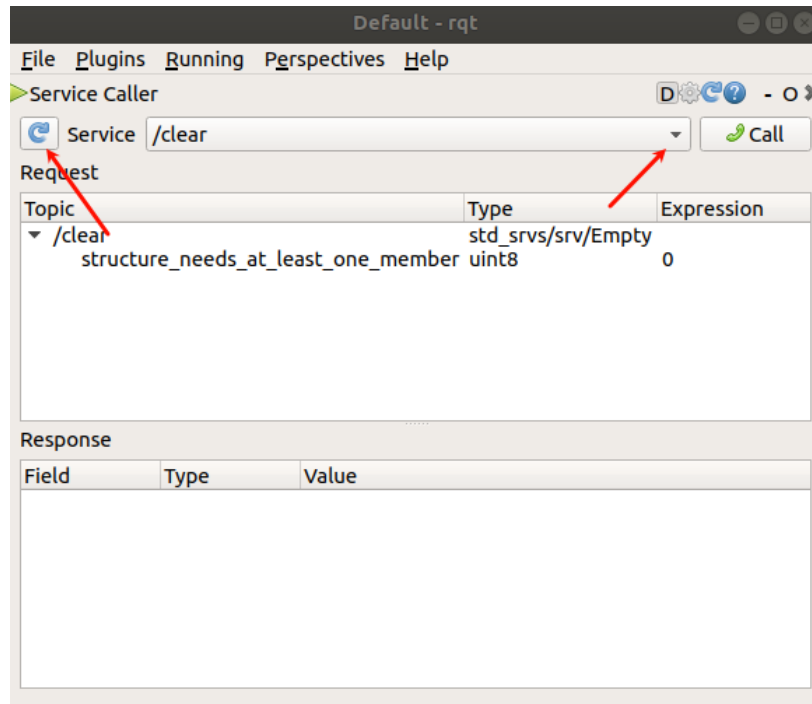 Default - rqt
File Plugins Running Perspectives Help
Service Caller D - O
Service /clear Call
Request
Topic Type Expression
/clear std_srvs/srv/Empty
structure_needs_at_least_one_member uint8 0
Response
Field Type Value